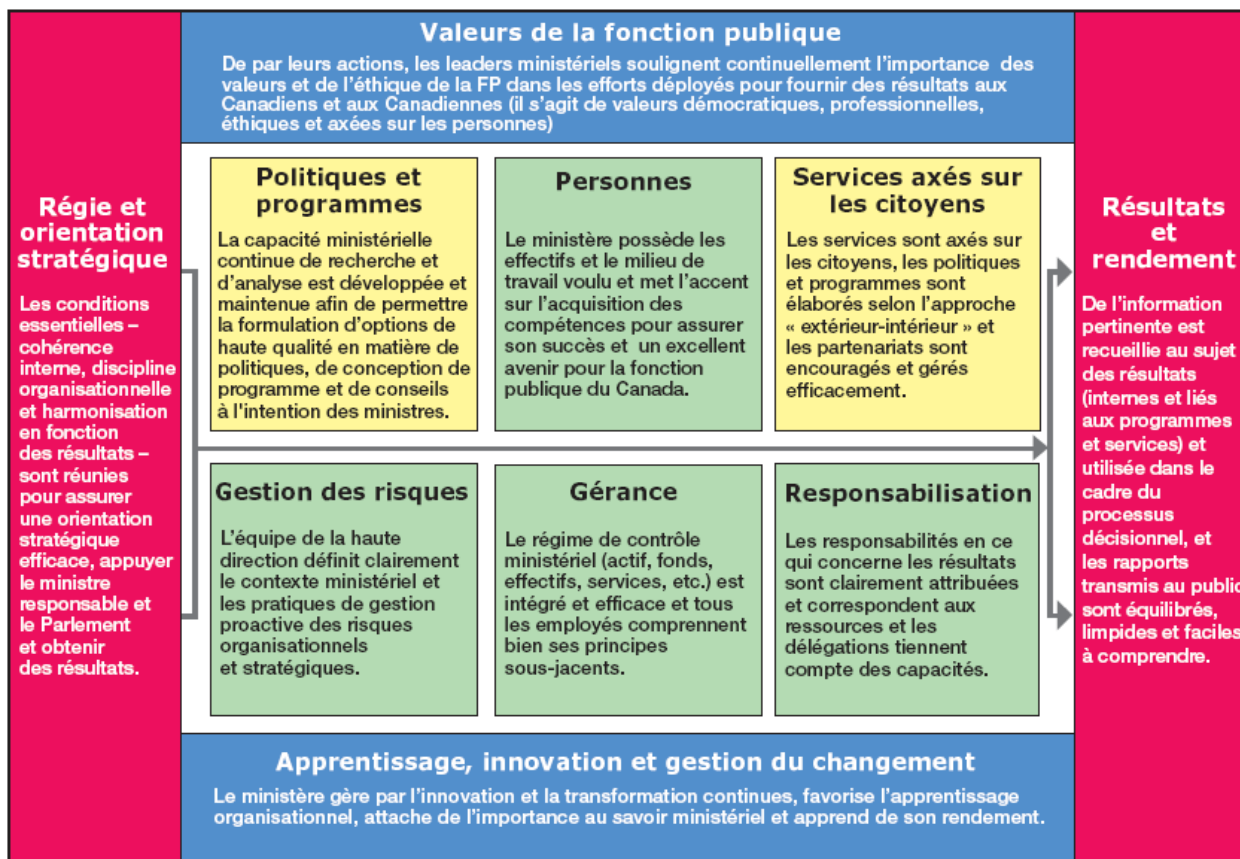 Valeurs de la fonction publique
De par leurs actions, les leaders ministériels soulignent continuellement l'importance des
valeurs et de l'éthique de la FP dans les efforts déployés pour fournir des résultats aux
Canadiens et aux Canadiennes (il s'agit de valeurs démocratiques, professionnelles,
éthiques et axées sur les personnes)
Régie et
orientation
stratégique
Les conditions
essentielles –
cohérence
interne, discipline
organisationnelle
et harmonisation
en fonction
des résultats –
sont réunies
pour assurer
une orientation
stratégique
efficace, appuyer
le ministre
responsable et
le Parlement
et obtenir
des résultats.
Politiques et
programmes
La capacité ministérielle
continue de recherche et
d'analyse est développée et
maintenue afin de permettre
la formulation d'options de
haute qualité en matière de
politiques, de conception de
programme et de conseils
à l'intention des ministres.
Personnes
Le ministère possède les
effectifs et le milieu de
travail voulu et met l'accent
sur l'acquisition des
compétences pour assurer
son succès et un excellent
avenir pour la fonction
publique du Canada.
Services axés sur
les citoyens
Les services sont axés sur
les citoyens, les politiques
et programmes sont
élaborés selon l'approche
« extérieur-intérieur » et
les partenariats sont
encouragés et gérés
efficacement.
Gestion des risques
L'équipe de la haute
direction définit clairement
le contexte ministériel et
les pratiques de gestion
proactive des risques
organisationnels
et stratégiques.
Gérance
Le régime de contrôle
ministériel (actif, fonds,
effectifs, services, etc.) est
intégré et efficace et tous
les employés comprennent
bien ses principes
sous-jacents.
Responsabilisation
Les responsabilités en ce
qui concerne les résultats
sont clairement attribuées
et correspondent aux
ressources et les
délégations tiennent
compte des capacités.
Résultats
et
rendement
De l'information
pertinente est
recueillie au sujet
des résultats
(internes et liés
aux programmes
et services) et
utilisée dans le
cadre du
processus
décisionnel, et
les rapports
transmis au public
sont équilibrés,
limpides et faciles
à comprendre.
Apprentissage, innovation et gestion du changement
Le ministère gère par l'innovation et la transformation continues, favorise l'apprentissage
organisationnel, attache de l'importance au savoir ministériel et apprend de son rendement.